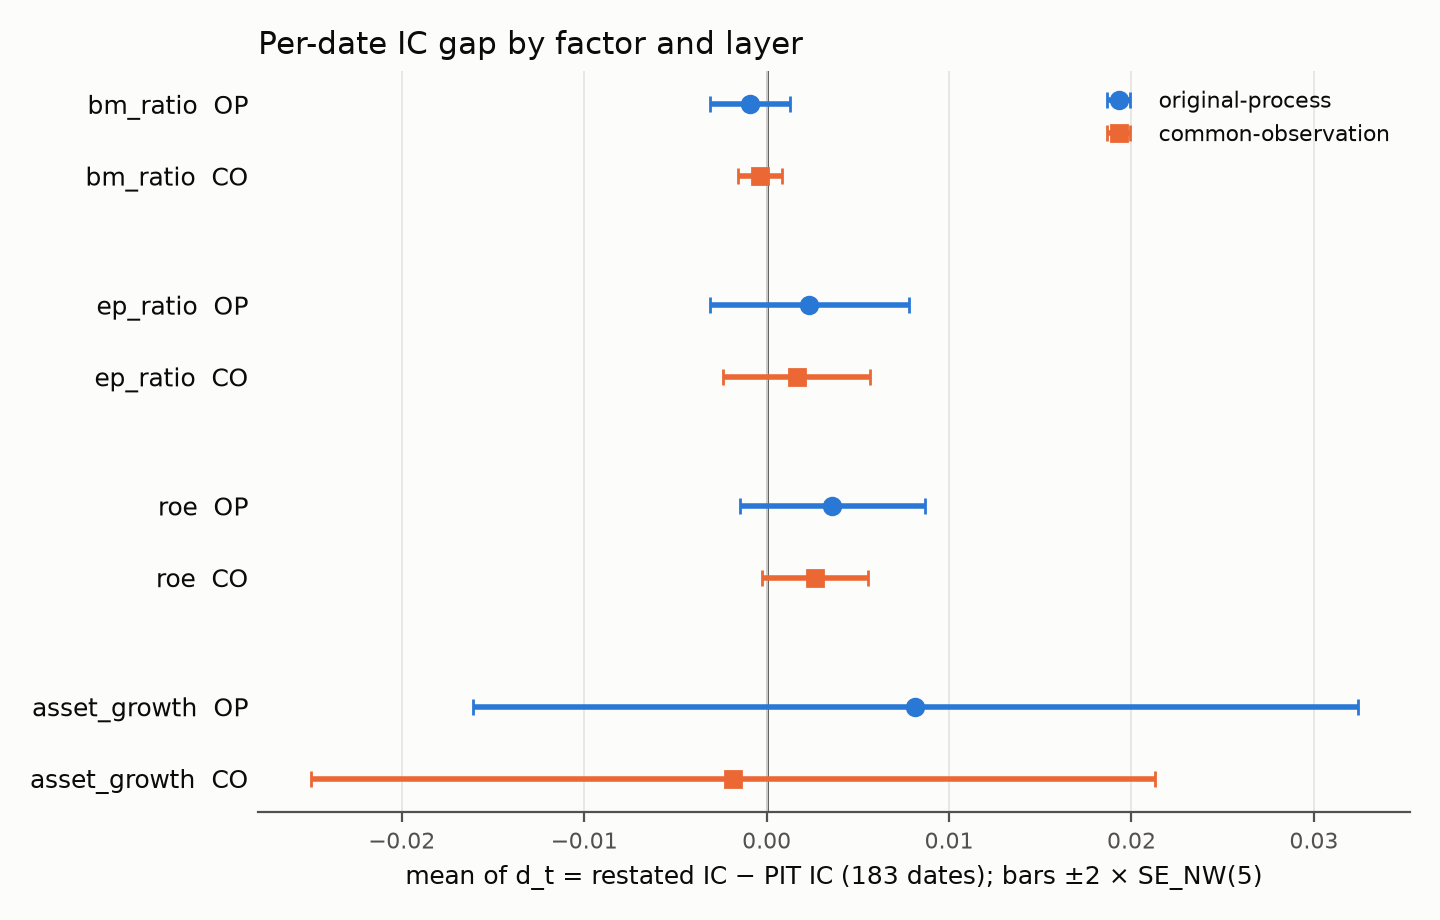 Per-date IC gap by factor and layer
original-process
common-observation
bm_ratio OP
bm_ratio CO
ep_ratio OP
ep_ratio CO
roe OP
roe CO
asset_growth OP
asset_growth CO
−0.02 −0.01 0.00 0.01 0.02 0.03
mean of d_t = restated IC − PIT IC (183 dates); bars ±2 × SE_NW(5)